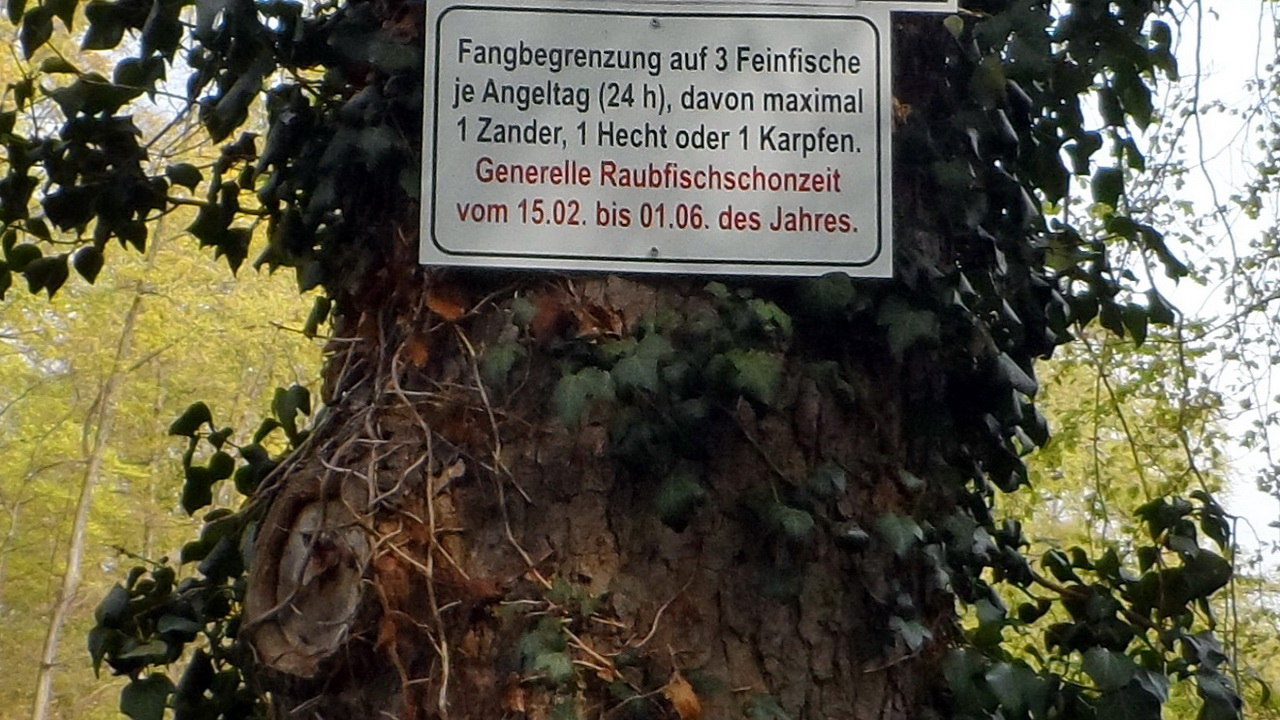 Fangbegrenzung auf 3 Feinfische
je Angeltag (24 h), davon maximal
1 Zander, 1 Hecht oder 1 Karpfen.
Generelle Raubfischschonzeit
vom 15.02. bis 01.06. des Jahres.